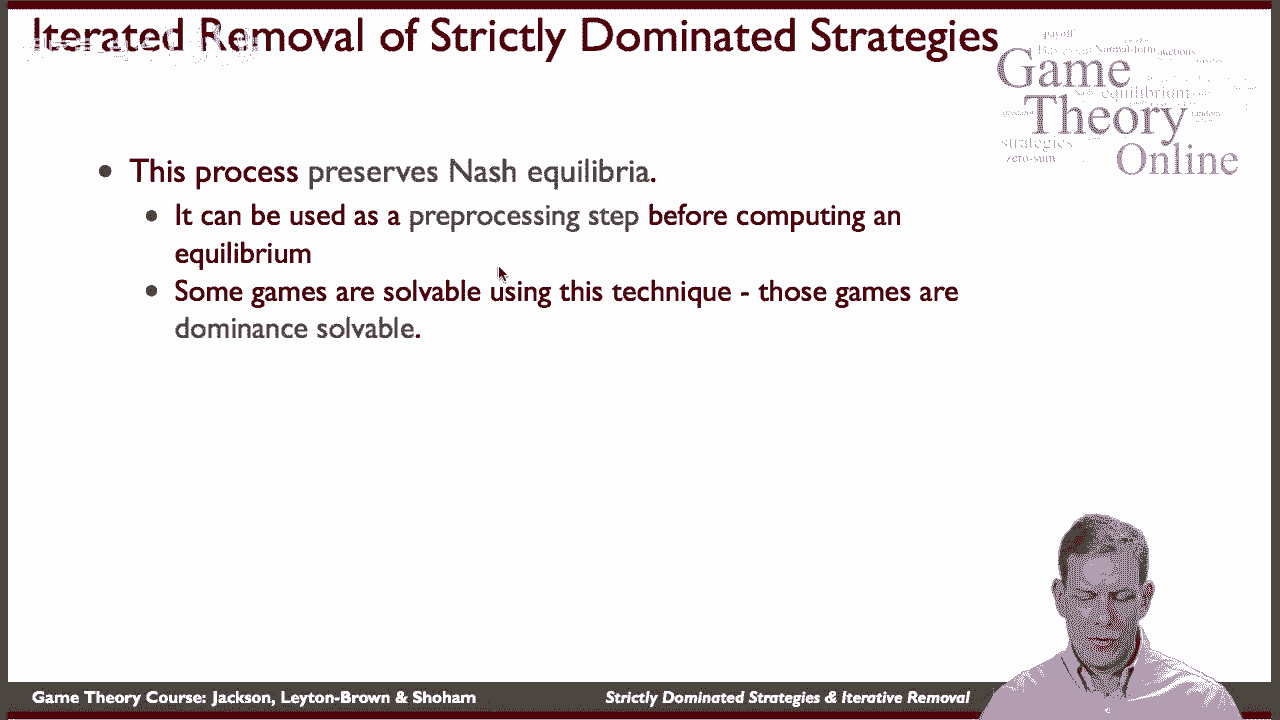 Iterated Removal of Strictly Dominated Strategies
Game
Theory
Online
payoff
Normal-form
actions
equilibrium
strategies
zero-sum
random
• This process preserves Nash equilibria.
• It can be used as a preprocessing step before computing an
equilibrium
• Some games are solvable using this technique - those games are
dominance solvable.
Game Theory Course: Jackson, Leyton-Brown & Shoham
Strictly Dominated Strategies & Iterative Removal